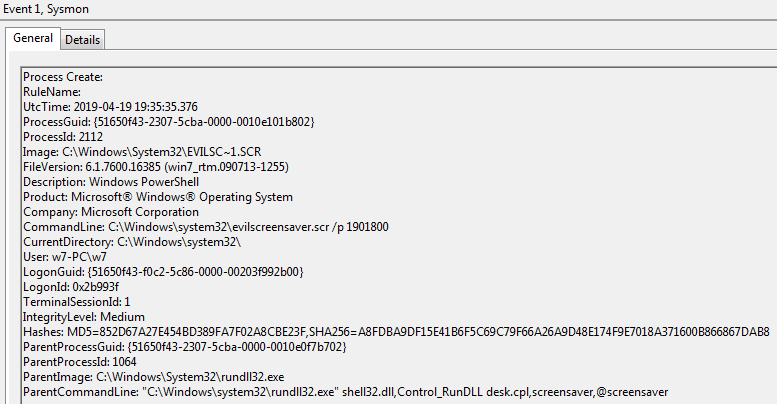 Event 1, Sysmon
General Details
Process Create:
RuleName:
UtcTime: 2019-04-19 19:35:35.376
ProcessGuid: {51650f43-2307-5cba-0000-0010e101b802}
ProcessId: 2112
Image: C:\Windows\System32\EVILSC~1.SCR
FileVersion: 6.1.7600.16385 (win7_rtm.090713-1255)
Description: Windows PowerShell
Product: Microsoft® Windows® Operating System
Company: Microsoft Corporation
CommandLine: C:\Windows\system32\evilscreensaver.scr /p 1901800
CurrentDirectory: C:\Windows\system32\
User: w7-PC\w7
LogonGuid: {51650f43-f0c2-5c86-0000-00203f992b00}
LogonId: 0x2b993f
TerminalSessionId: 1
IntegrityLevel: Medium
Hashes: MD5=852D67A27E454BD389FA7F02A8CBE23F,SHA256=A8FDBA9DF15E41B6F5C69C79F66A26A9D48E174F9E7018A371600B866867DAB8
ParentProcessGuid: {51650f43-2307-5cba-0000-0010e0f7b702}
ParentProcessId: 1064
ParentImage: C:\Windows\System32\rundll32.exe
ParentCommandLine: "C:\Windows\system32\rundll32.exe" shell32.dll,Control_RunDLL desk.cpl,screensaver,@screensaver